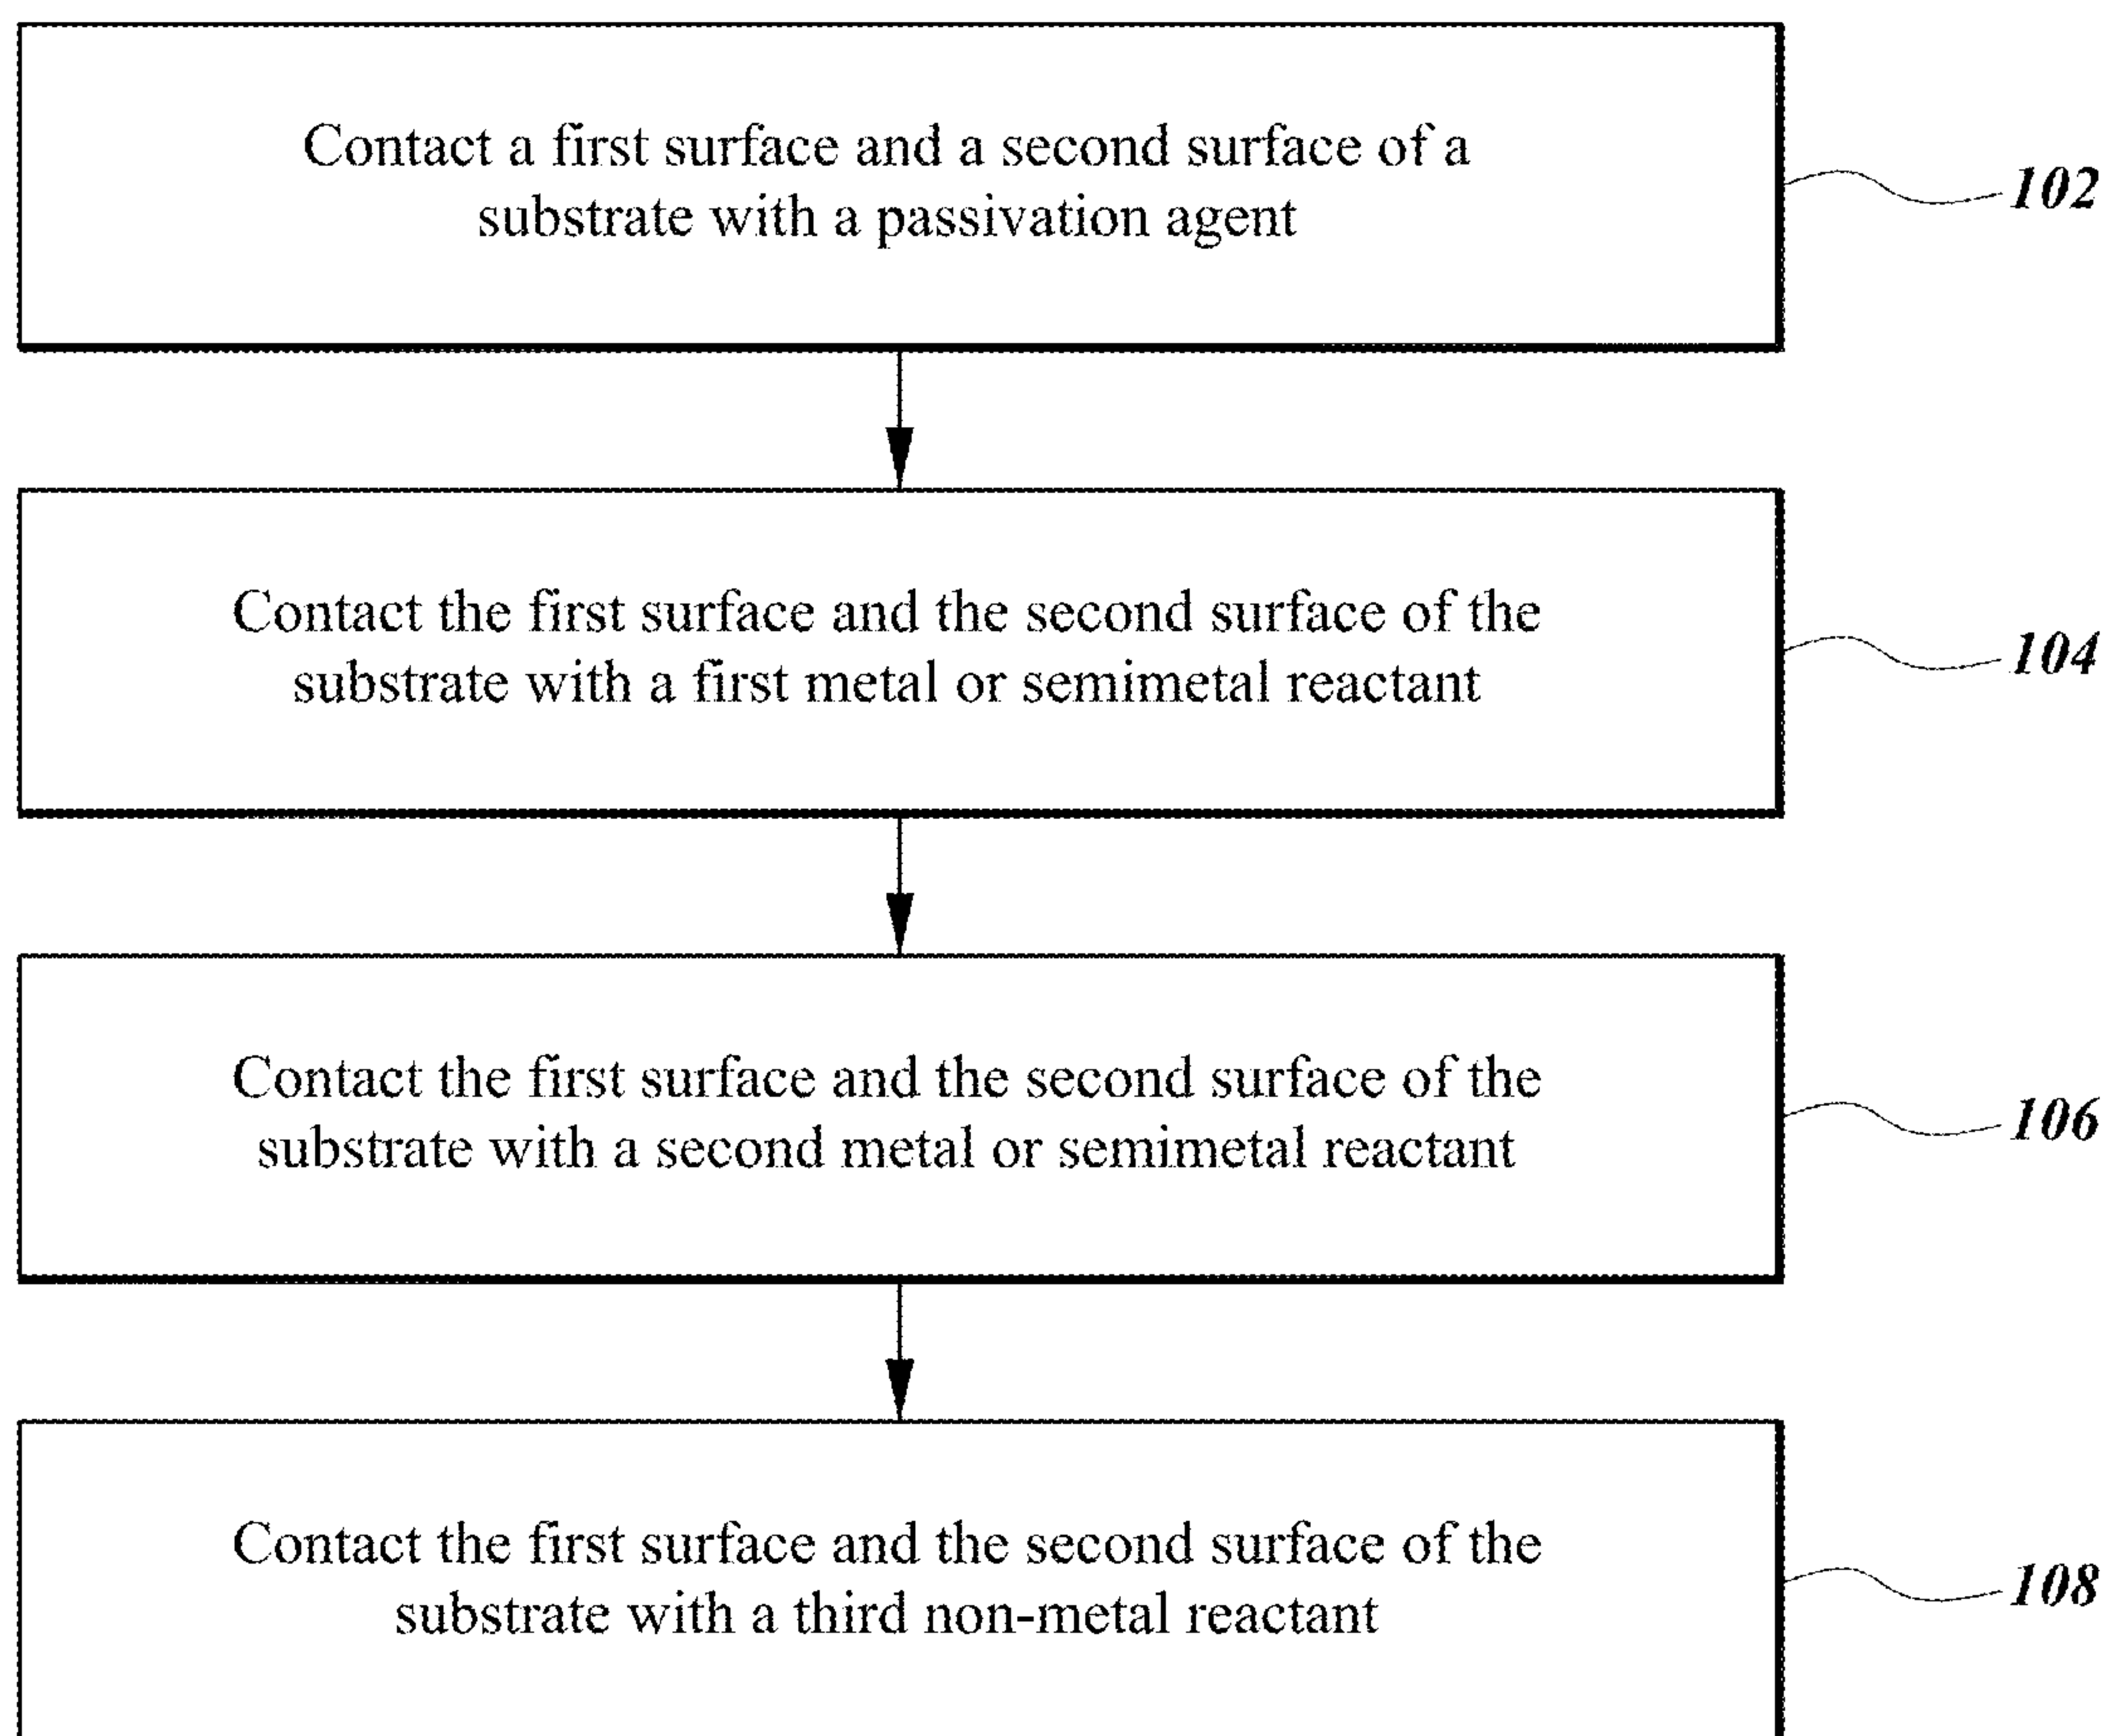 Contact a first surface and a second surface of a
substrate with a passivation agent
102
Contact the first surface and the second surface of the
substrate with a first metal or semimetal reactant
104
Contact the first surface and the second surface of the
substrate with a second metal or semimetal reactant
106
Contact the first surface and the second surface of the
substrate with a third non-metal reactant
108